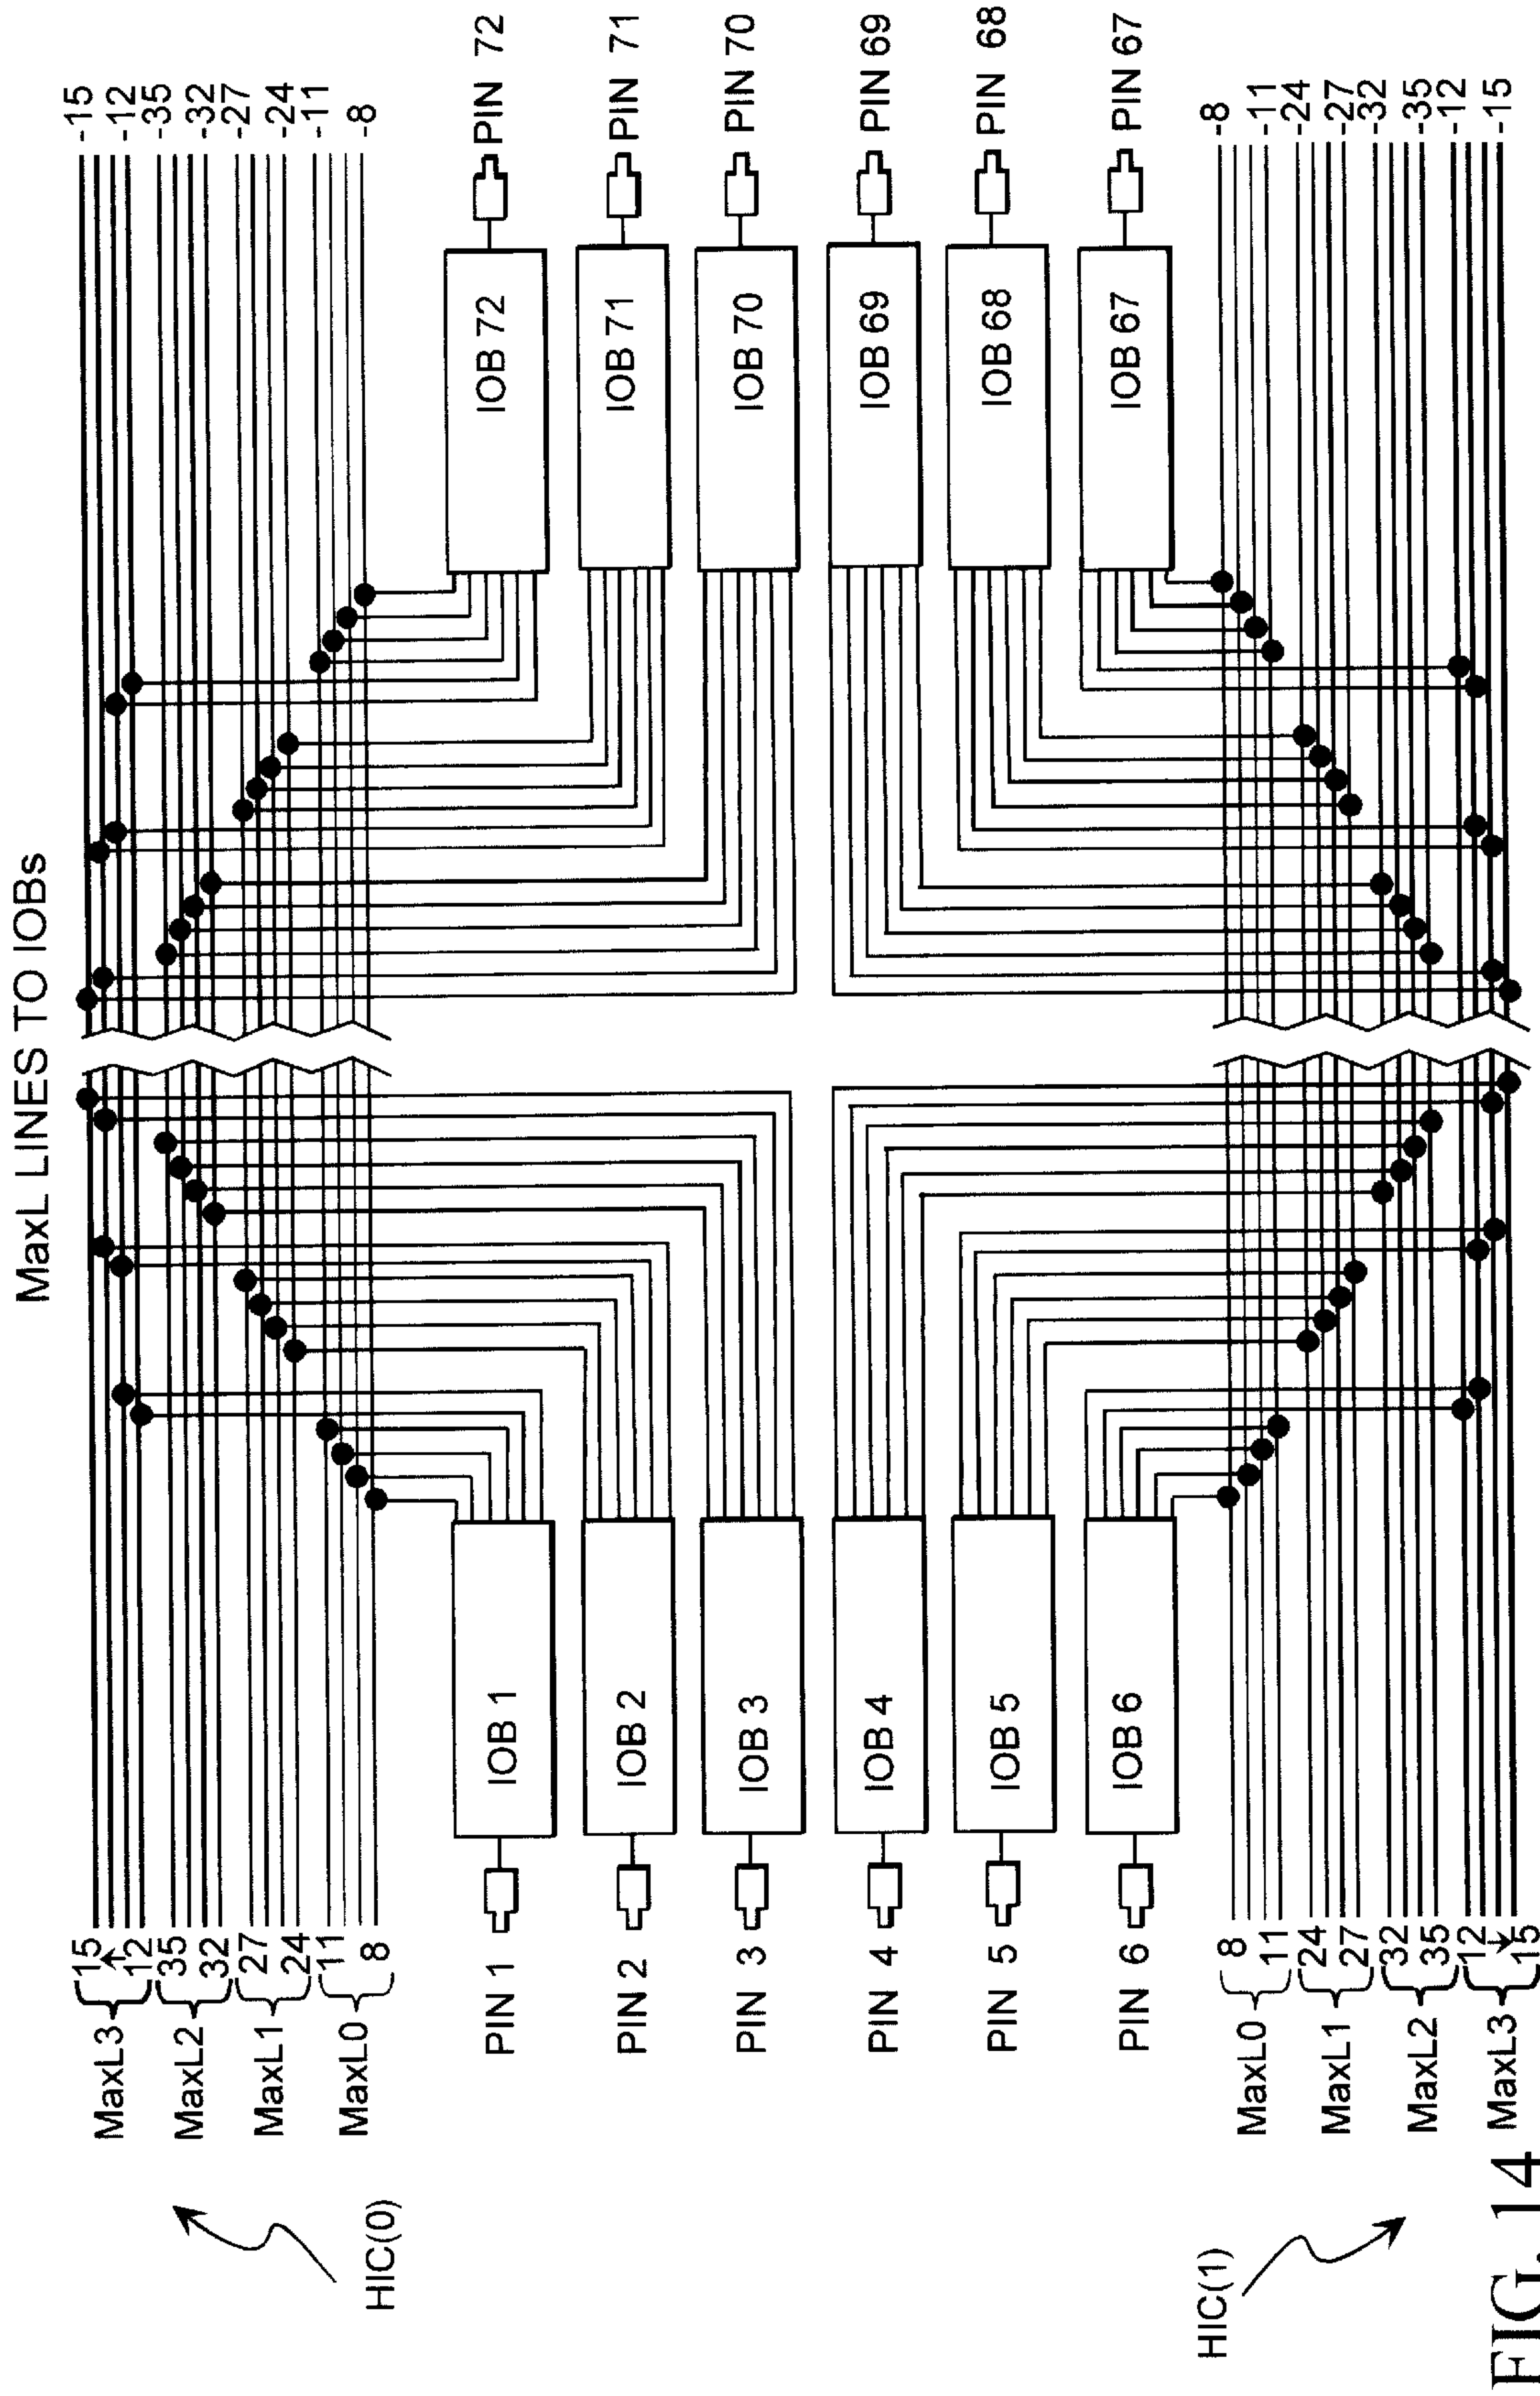 MaxL LINES TO IOBs
HIC(0)
MaxL3
15
12
MaxL2
35
32
MaxL1
27
24
MaxL0
11
8
-15
-12
-35
-32
-27
-24
-11
-8
PIN 1
IOB 1
IOB 72
PIN 72
PIN 2
IOB 2
IOB 71
PIN 71
PIN 3
IOB 3
IOB 70
PIN 70
PIN 4
IOB 4
IOB 69
PIN 69
PIN 5
IOB 5
IOB 68
PIN 68
PIN 6
IOB 6
IOB 67
PIN 67
HIC(1)
MaxL0
8
11
MaxL1
24
27
MaxL2
32
35
MaxL3
12
15
-8
-11
-24
-27
-32
-35
-12
-15
FIG. 14